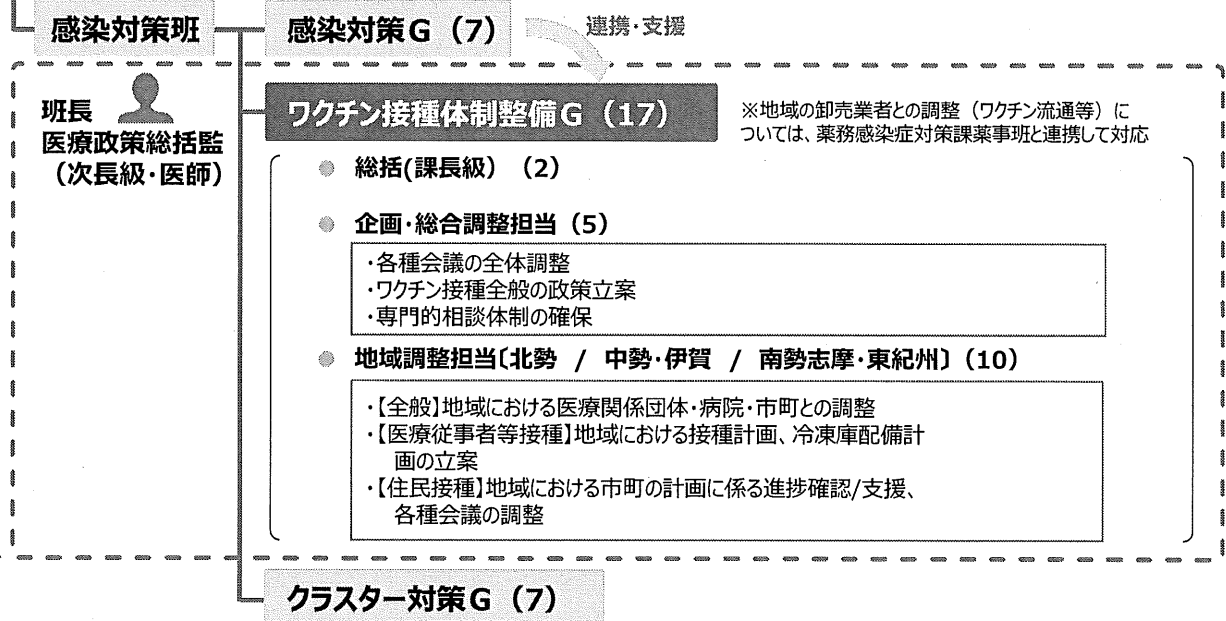 感染対策班
感染対策G（7）
連携・支援
班長
医療政策総括監
（次長級・医師）
ワクチン接種体制整備G（17）
※地域の卸売業者との調整（ワクチン流通等）に
ついては、薬務感染症対策課薬事班と連携して対応
総括(課長級）（2）
企画・総合調整担当（5）
・各種会議の全体調整
・ワクチン接種全般の政策立案
・専門的相談体制の確保
地域調整担当〔北勢 / 中勢・伊賀 / 南勢志摩・東紀州〕（10）
・【全般】地域における医療関係団体・病院・市町との調整
・【医療従事者等接種】地域における接種計画、冷凍庫配備計
画の立案
・【住民接種】地域における市町の計画に係る進捗確認/支援、
各種会議の調整
クラスター対策G（7）